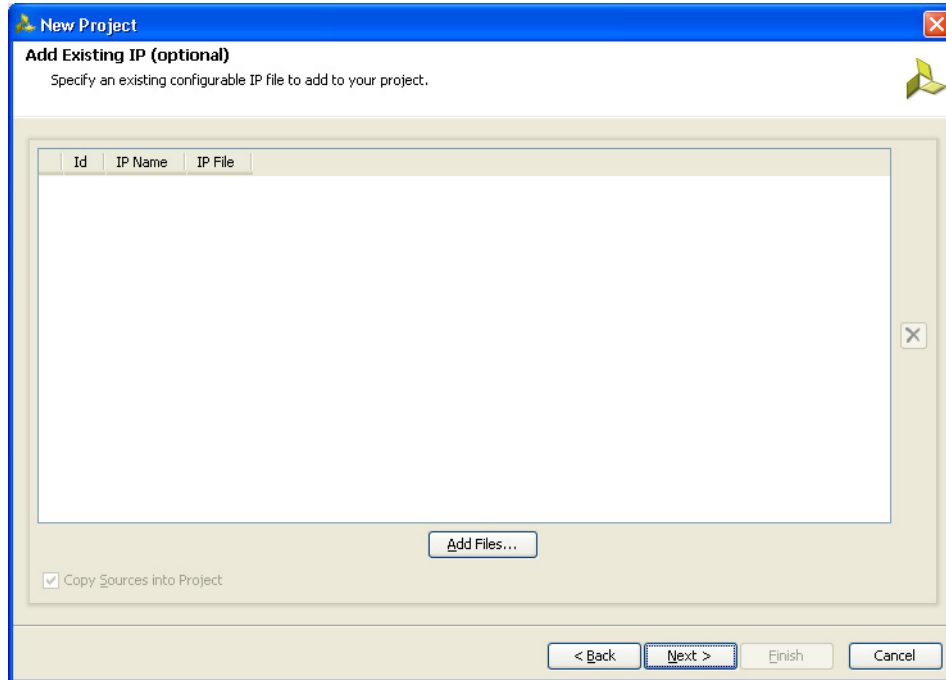 New Project
Add Existing IP (optional)
Specify an existing configurable IP file to add to your project.
Id IP Name IP File
Add Files...
Copy Sources into Project
< Back Next > Finish Cancel